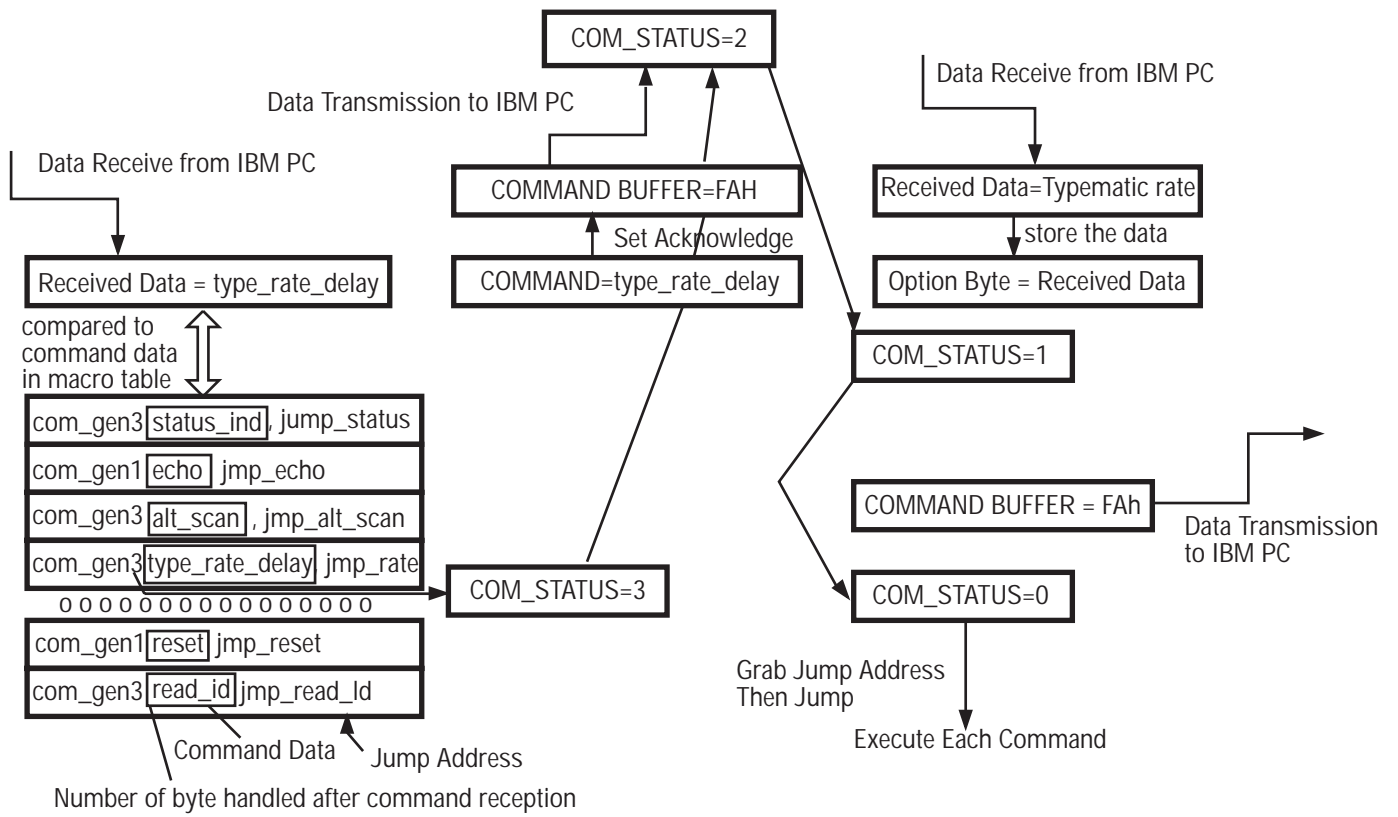 COM_STATUS=2
Data Transmission to IBM PC
Data Receive from IBM PC
Data Receive from IBM PC
COMMAND BUFFER=FAH
Received Data=Typematic rate
Set Acknowledge
store the data
Received Data = type_rate_delay
COMMAND=type_rate_delay
Option Byte = Received Data
compared to
command data
in macro table
COM_STATUS=1
com_gen3 status_ind, jump_status
com_gen1 echo jmp_echo
com_gen3 alt_scan , jmp_alt_scan
com_gen3 type_rate_delay, jmp_rate
o o o o o o o o o o o o o o o o
com_gen1 reset jmp_reset
com_gen3 read_id jmp_read_Id
Command Data
Jump Address
Number of byte handled after command reception
COM_STATUS=3
COMMAND BUFFER = FAh
Data Transmission
to IBM PC
COM_STATUS=0
Grab Jump Address
Then Jump
Execute Each Command